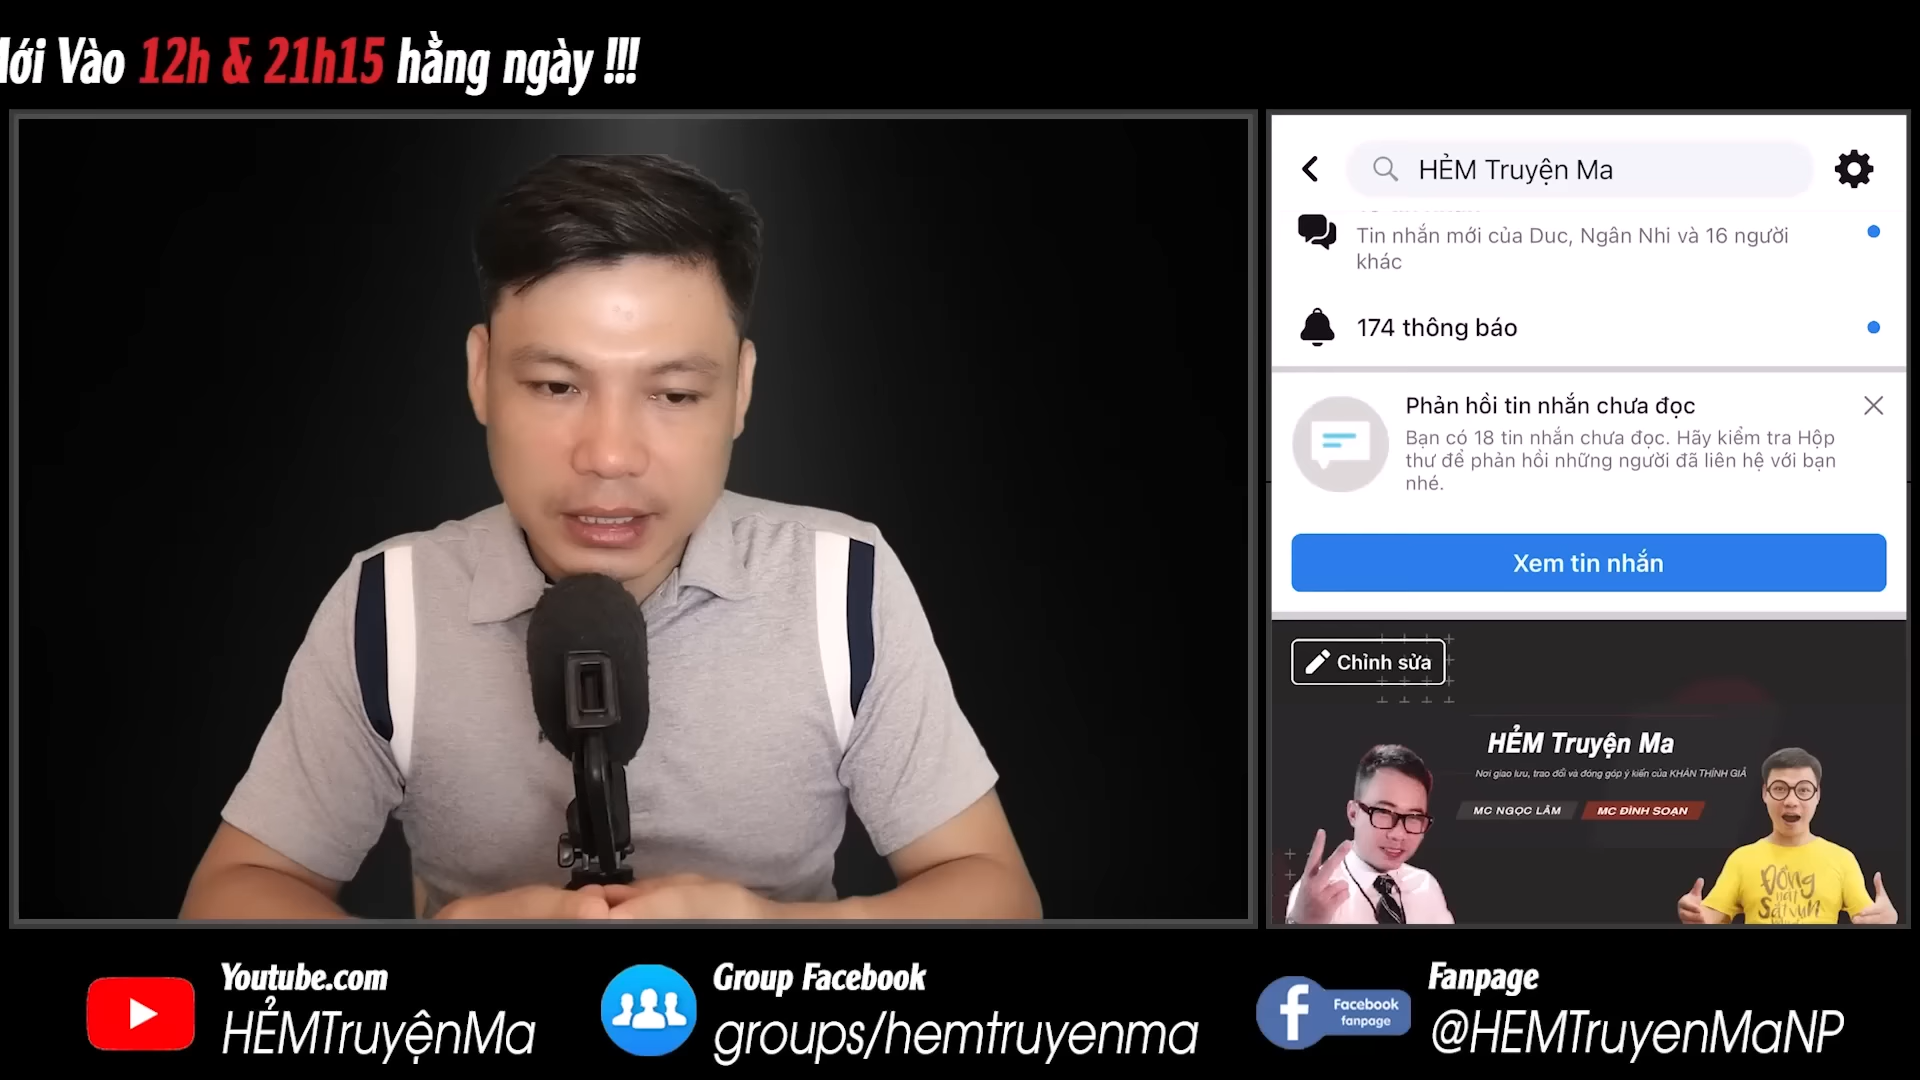 Mới Vào 12h & 21h15 hằng ngày !!!
HẺM Truyện Ma
Tin nhắn mới của Duc, Ngân Nhi và 16 người
khác
174 thông báo
Phản hồi tin nhắn chưa đọc
Bạn có 18 tin nhắn chưa đọc. Hãy kiểm tra Hộp
thư để phản hồi những người đã liên hệ với bạn
nhé.
Xem tin nhắn
Chỉnh sửa
HẺM Truyện Ma
Nơi giao lưu, trao đổi và đóng góp ý kiến của KHÁN THÍNH GIẢ
MC NGỌC LÂM
MC ĐÌNH SOẠN
Youtube.com
HẺMTruyệnMa
Group Facebook
groups/hemtruyenma
Facebook
fanpage
Fanpage
@HEMTruyenMaNP